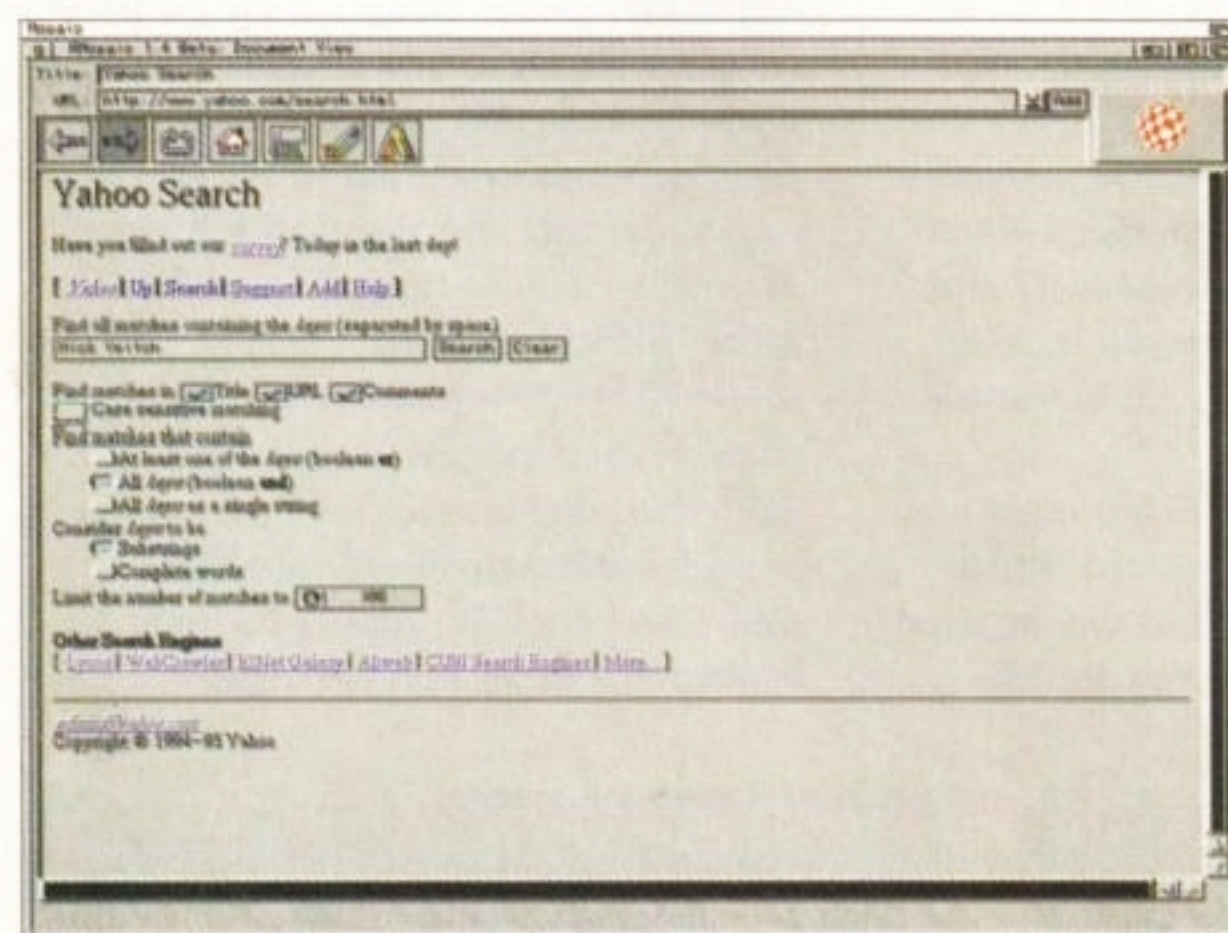 Mosaic
AMosaic 1.4 Beta: Document View
Title: Yahoo Search
URL: http://www.yahoo.com/search.html
Yahoo Search
Have you filled out our survey? Today is the last day!
[ Yahoo | Up | Search | Suggest | Add | Help ]
Find all matches containing the keys (separated by space)
Nick Veitch Search Clear
Find matches in Title URL Comments
Case sensitive matching
Find matches that contain
At least one of the keys (boolean or)
All keys (boolean and)
All keys as a single string
Consider keys to be
Substrings
Complete words
Limit the number of matches to 100
Other Search Engines
[ Lycos | WebCrawler | EINet Galaxy | Aliweb | CUSI Search Engines | More... ]
admin@yahoo.com
Copyright © 1994-95 Yahoo